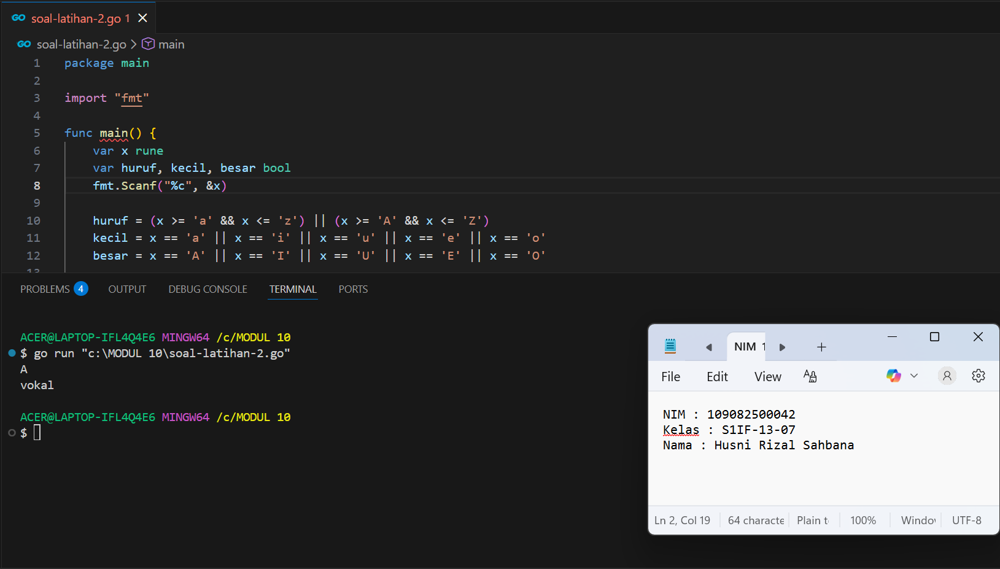 GO soal-latihan-2.go 1
GO soal-latihan-2.go > main
1 package main
2
3 import "fmt"
4
5 func main() {
6 var x rune
7 var huruf, kecil, besar bool
8 fmt.Scanf("%c", &x)
9
10 huruf = (x >= 'a' && x <= 'z') || (x >= 'A' && x <= 'Z')
11 kecil = x == 'a' || x == 'i' || x == 'u' || x == 'e' || x == 'o'
12 besar = x == 'A' || x == 'I' || x == 'U' || x == 'E' || x == 'O'
13
PROBLEMS 4 OUTPUT DEBUG CONSOLE TERMINAL PORTS
ACER@LAPTOP-IFL4Q4E6 MINGW64 /c/MODUL 10
$ go run "c:\MODUL 10\soal-latihan-2.go"
A
vokal
ACER@LAPTOP-IFL4Q4E6 MINGW64 /c/MODUL 10
$
NIM 1
File Edit View
NIM : 109082500042
Kelas : S1IF-13-07
Nama : Husni Rizal Sahbana
Ln 2, Col 19 64 characte Plain t 100% Window UTF-8